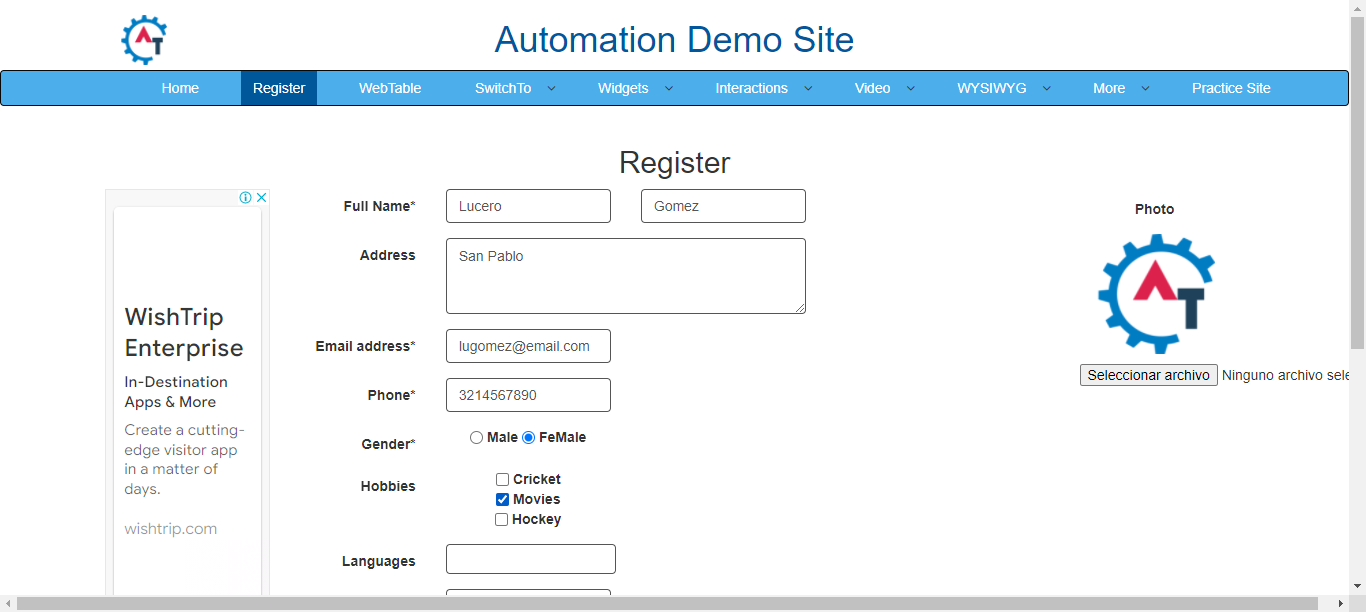 AT
Automation Demo Site
Home Register WebTable SwitchTo Widgets Interactions Video WYSIWYG More Practice Site
Register
WishTrip
Enterprise
In-Destination
Apps & More
Create a cutting-
edge visitor app
in a matter of
days.
wishtrip.com
Full Name* Lucero Gomez
Address San Pablo
Email address* lugomez@email.com
Phone* 3214567890
Gender* Male FeMale
Hobbies Cricket
Movies
Hockey
Languages
Photo
AT
Seleccionar archivo Ninguno archivo sele